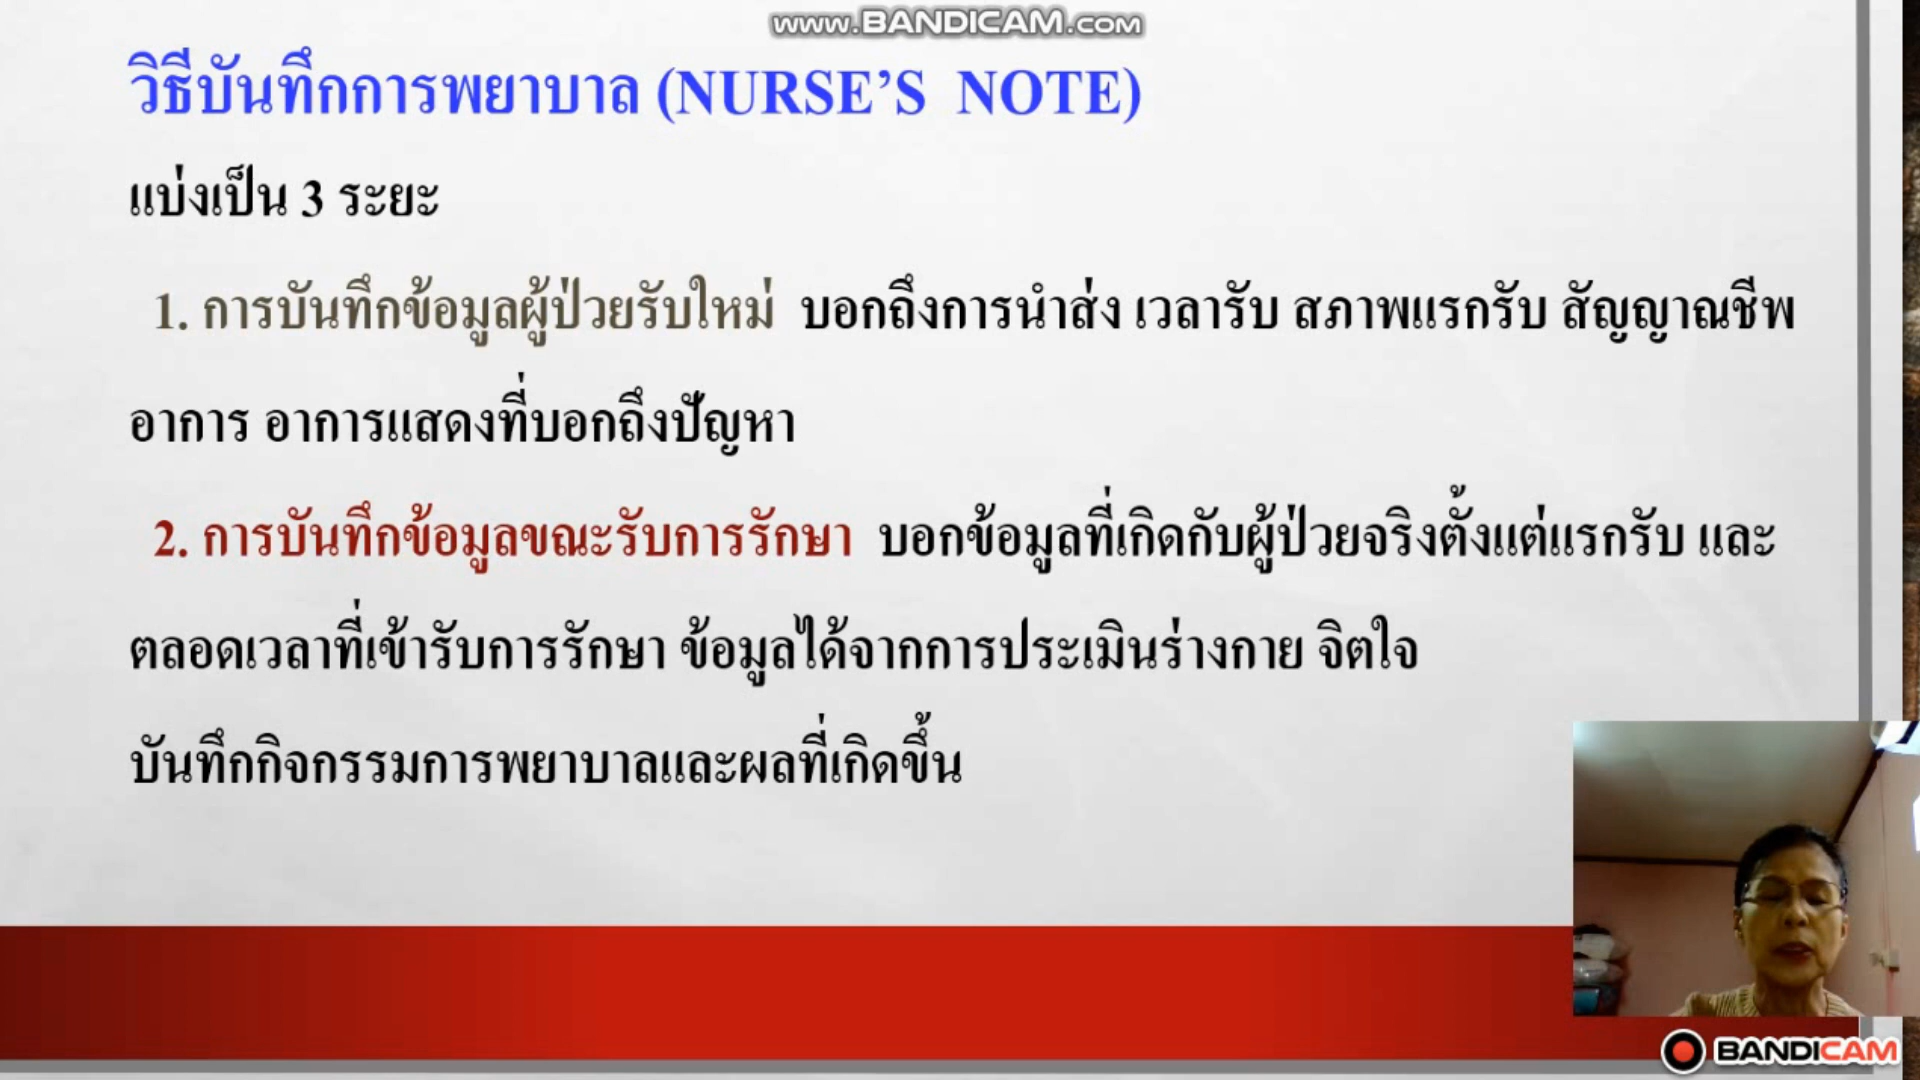 www.BANDICAM.com
วิธีบันทึกการพยาบาล (NURSE’S NOTE)
แบ่งเป็น 3 ระยะ
1. การบันทึกข้อมูลผู้ป่วยรับใหม่ บอกถึงการนำส่ง เวลารับ สภาพแรกรับ สัญญาณชีพ
อาการ อาการแสดงที่บอกถึงปัญหา
2. การบันทึกข้อมูลขณะรับการรักษา บอกข้อมูลที่เกิดกับผู้ป่วยจริงตั้งแต่แรกรับ และ
ตลอดเวลาที่เข้ารับการรักษา ข้อมูลได้จากการประเมินร่างกาย จิตใจ
บันทึกกิจกรรมการพยาบาลและผลที่เกิดขึ้น
BANDICAM